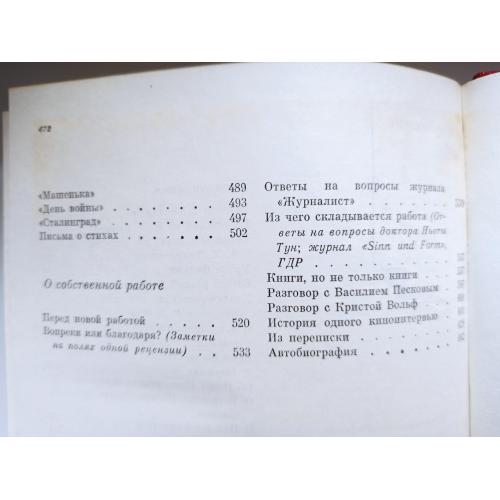 472
«Машенька» 489
«День войны» . . . . . . . 493
«Сталинград» . . . . . . . 497
Письма о стихах . . . . . . 502
О собственной работе
Перед новой работой . . . . . 520
Вопреки или благодаря? (Заметки
на полях одной рецензии) . . 533
Ответы на вопросы журнала
«Журналист» . . . . . .
Из чего складывается работа (От-
веты на вопросы доктора
Тун; журнал «Sinn und Form»,
ГДР . . . . . . . .
Книги, но не только книги . . .
Разговор с Василием Песковым .
Разговор с Кристой Вольф . .
История одного киноинтервью . .
Из переписки . . . . . .
Автобиография . . . . . .